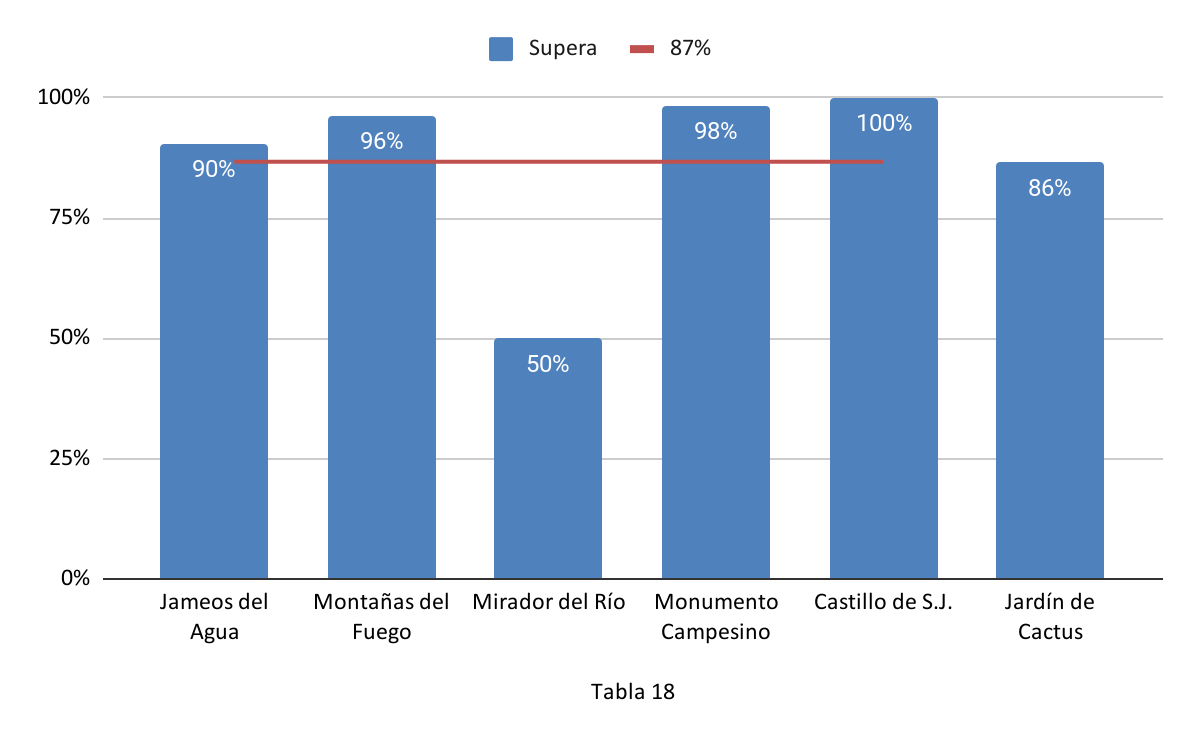 Supera 87%
100%
75%
50%
25%
0%
90%
96%
50%
98%
100%
86%
Jameos del
Agua
Montañas del
Fuego
Mirador del Río
Monumento
Campesino
Castillo de S.J.
Jardín de
Cactus
Tabla 18